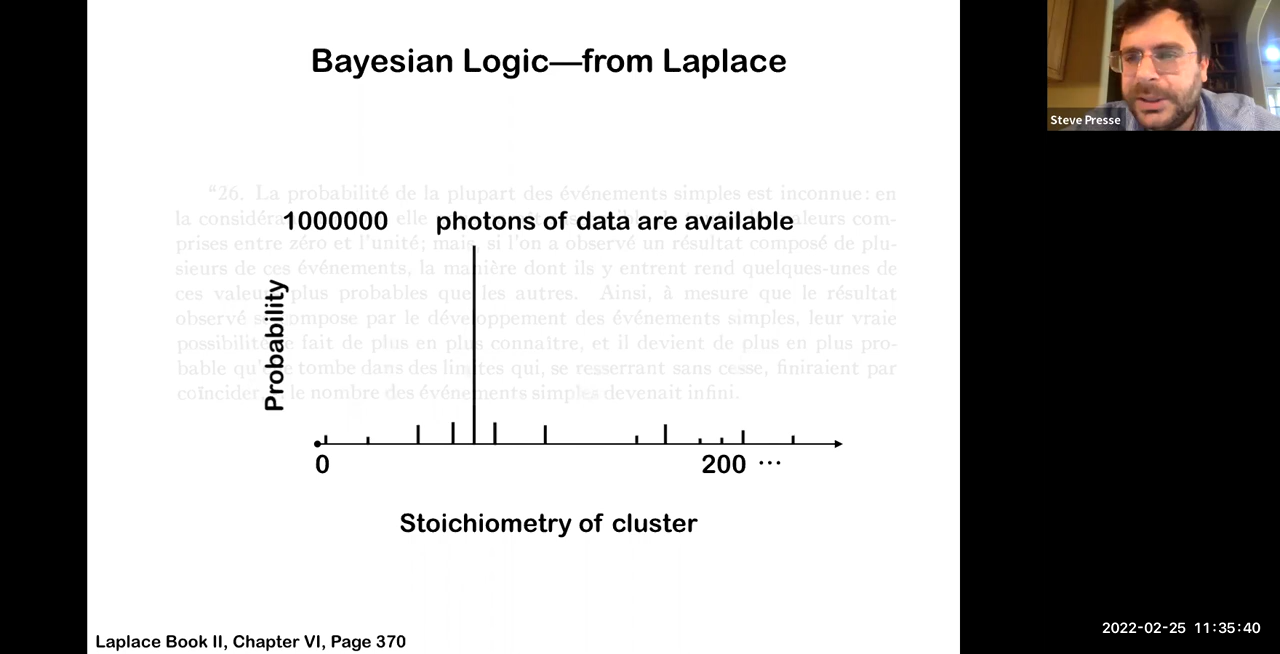 Bayesian Logic—from Laplace
Steve Presse
“26. La probabilité de la plupart des événements simples est inconnue: en
la considéra elle
1000000 photons of data are available
leurs com-
prises entre zéro et l'unité; mais, si l'on a observé un résultat composé de plu-
sieurs de ces événements, la manière dont ils y entrent rend quelques-unes de
ces valeurs plus probables que les autres. Ainsi, à mesure que le résultat
observé se compose par le développement des événements simples, leur vraie
possibilité se fait de plus en plus connaître, et il devient de plus en plus pro-
bable qu'elle tombe dans des limites qui, se resserrant sans cesse, finiraient par
coïncider, le nombre des événements simples devenait infini.
Probability
0 200 ...
Stoichiometry of cluster
2022-02-25 11:35:40
Laplace Book II, Chapter VI, Page 370